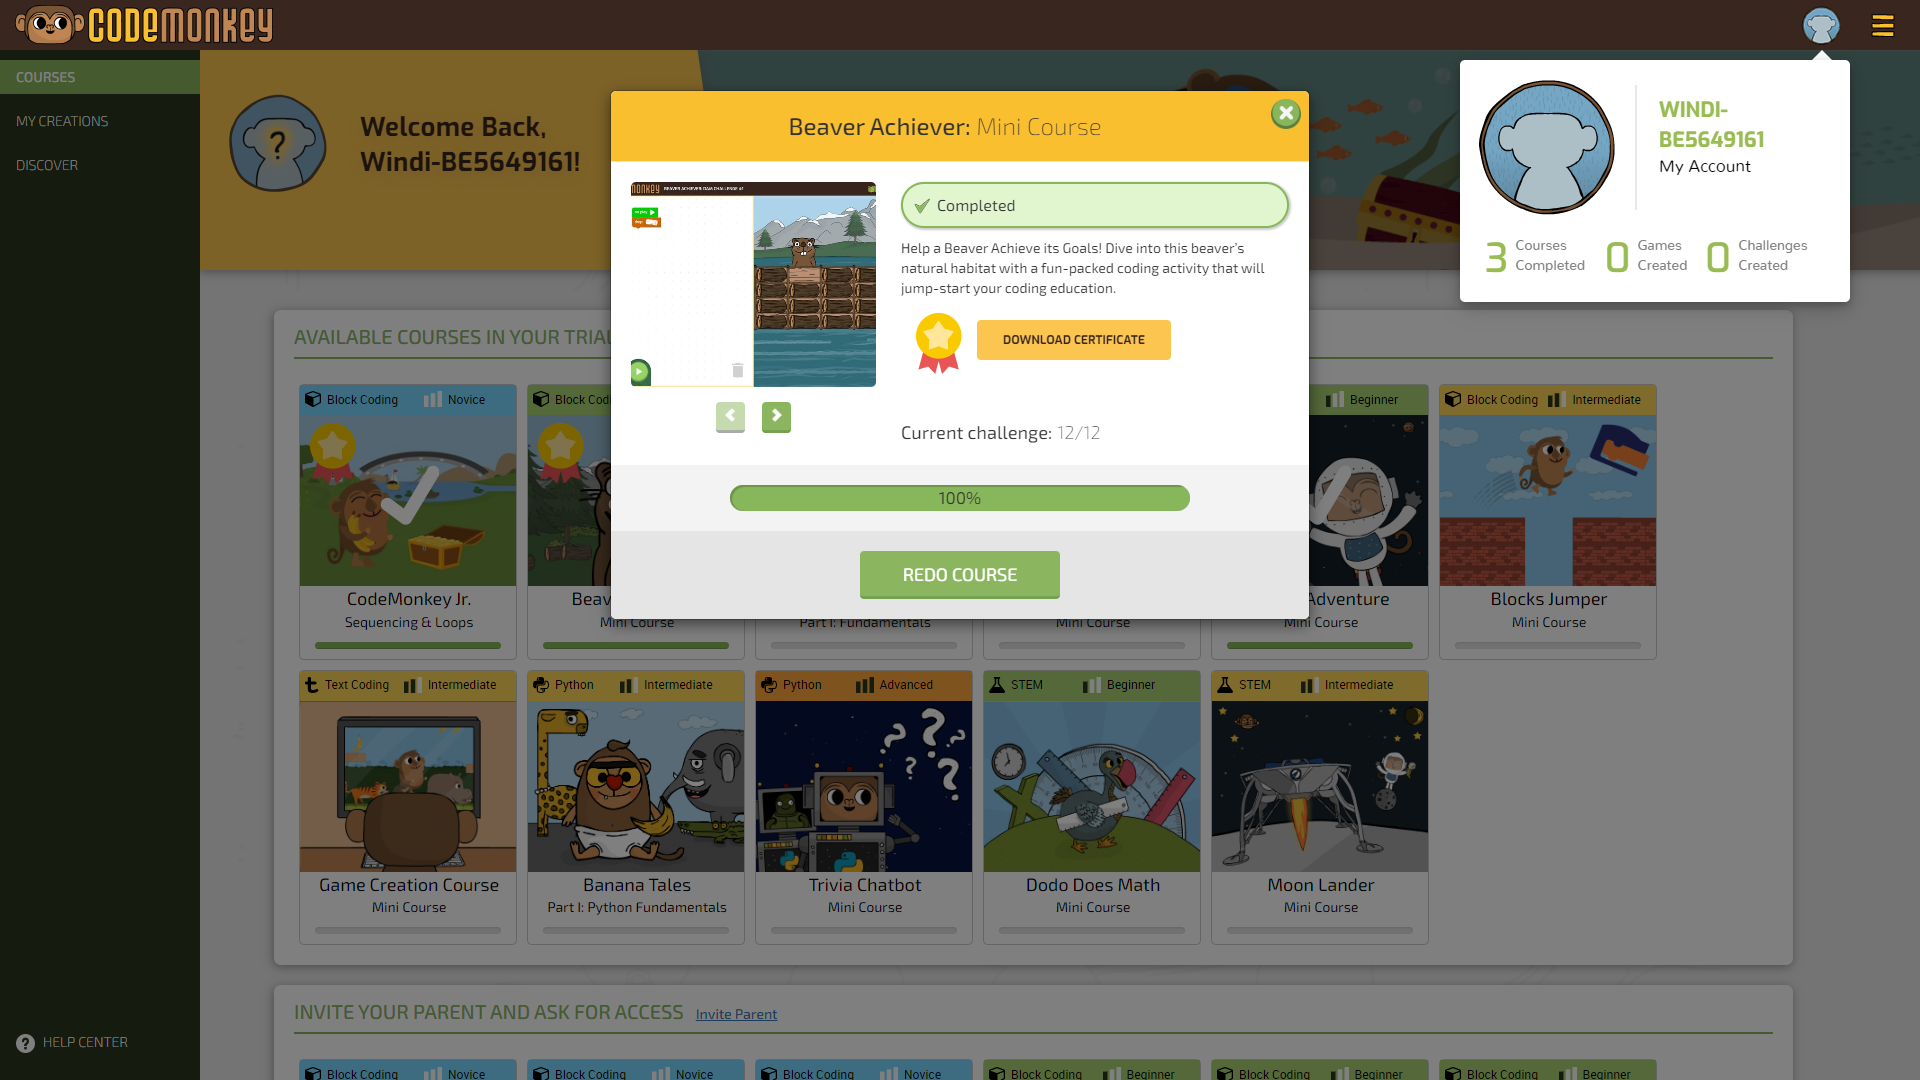 CODEMONKEY
COURSES
MY CREATIONS
DISCOVER
HELP CENTER
Welcome Back,
Windi-BE5649161!
WINDI-
BE5649161
My Account
3 Courses Completed
0 Games Created
0 Challenges Created
Beaver Achiever: Mini Course
MONKEY
Completed
Help a Beaver Achieve its Goals! Dive into this beaver's
natural habitat with a fun-packed coding activity that will
jump-start your coding education.
DOWNLOAD CERTIFICATE
Current challenge: 12/12
100%
REDO COURSE
AVAILABLE COURSES IN YOUR TRIAL
Block Coding Novice
Block Codi
Beginner
Block Coding Intermediate
CodeMonkey Jr.
Sequencing & Loops
Beav
Mini Course
Part I: Fundamentals
Mini Course
Adventure
Mini Course
Blocks Jumper
Mini Course
Text Coding Intermediate
Python Intermediate
Python Advanced
STEM Beginner
STEM Intermediate
Game Creation Course
Mini Course
Banana Tales
Part I: Python Fundamentals
Trivia Chatbot
Mini Course
Dodo Does Math
Mini Course
Moon Lander
Mini Course
INVITE YOUR PARENT AND ASK FOR ACCESS Invite Parent
Block Coding Novice
Block Coding Novice
Block Coding Novice
Block Coding Beginner
Block Coding Beginner
Block Coding Beginner